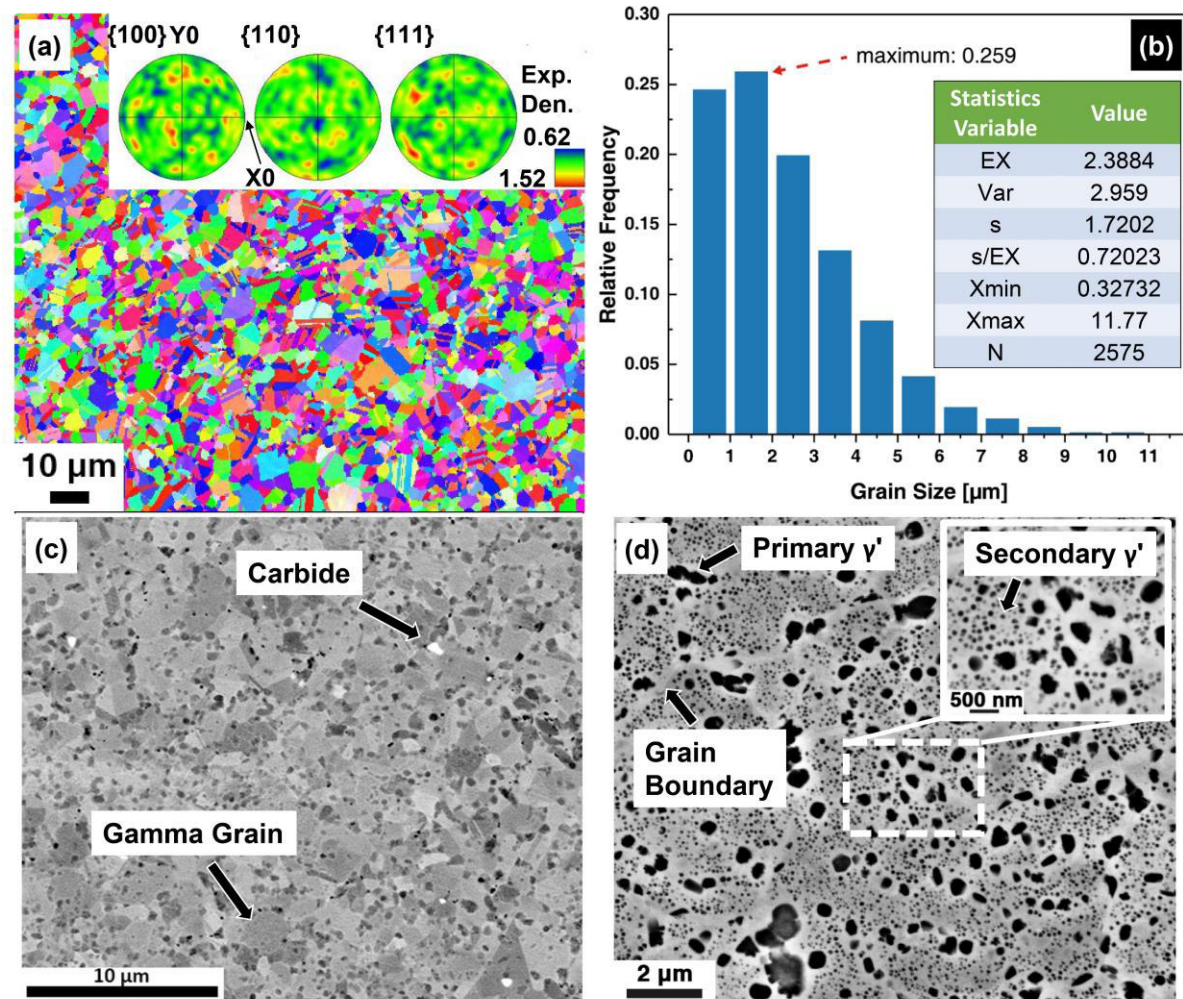 (a)
{100} Y0 {110} {111}
Exp.
Den.
0.62
1.52
X0
10 µm
(b)
0.30
0.25
0.20
0.15
0.10
0.05
0.00
Relative Frequency
maximum: 0.259
Statistics Variable Value
EX 2.3884
Var 2.959
s 1.7202
s/EX 0.72023
Xmin 0.32732
Xmax 11.77
N 2575
0 1 2 3 4 5 6 7 8 9 10 11
Grain Size [µm]
(c)
Carbide
Gamma Grain
10 µm
(d)
Primary γ'
Secondary γ'
500 nm
Grain
Boundary
2 µm